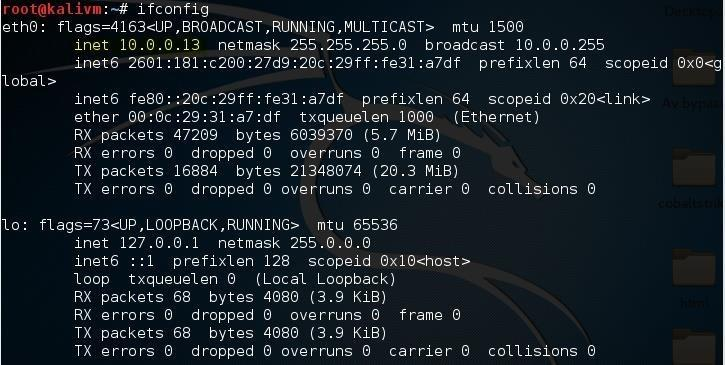 root@kalivm:~# ifconfig
eth0: flags=4163<UP,BROADCAST,RUNNING,MULTICAST>  mtu 1500
        inet 10.0.0.13  netmask 255.255.255.0  broadcast 10.0.0.255
        inet6 2601:181:c200:27d9:20c:29ff:fe31:a7df  prefixlen 64  scopeid 0x0<g
lobal>
        inet6 fe80::20c:29ff:fe31:a7df  prefixlen 64  scopeid 0x20<link>
        ether 00:0c:29:31:a7:df  txqueuelen 1000  (Ethernet)
        RX packets 47209  bytes 6039370 (5.7 MiB)
        RX errors 0  dropped 0  overruns 0  frame 0
        TX packets 16884  bytes 21348074 (20.3 MiB)
        TX errors 0  dropped 0 overruns 0  carrier 0  collisions 0

lo: flags=73<UP,LOOPBACK,RUNNING>  mtu 65536
        inet 127.0.0.1  netmask 255.0.0.0
        inet6 ::1  prefixlen 128  scopeid 0x10<host>
        loop  txqueuelen 0  (Local Loopback)
        RX packets 68  bytes 4080 (3.9 KiB)
        RX errors 0  dropped 0  overruns 0  frame 0
        TX packets 68  bytes 4080 (3.9 KiB)
        TX errors 0  dropped 0 overruns 0  carrier 0  collisions 0
Av.bypas
cobaltstrik
html